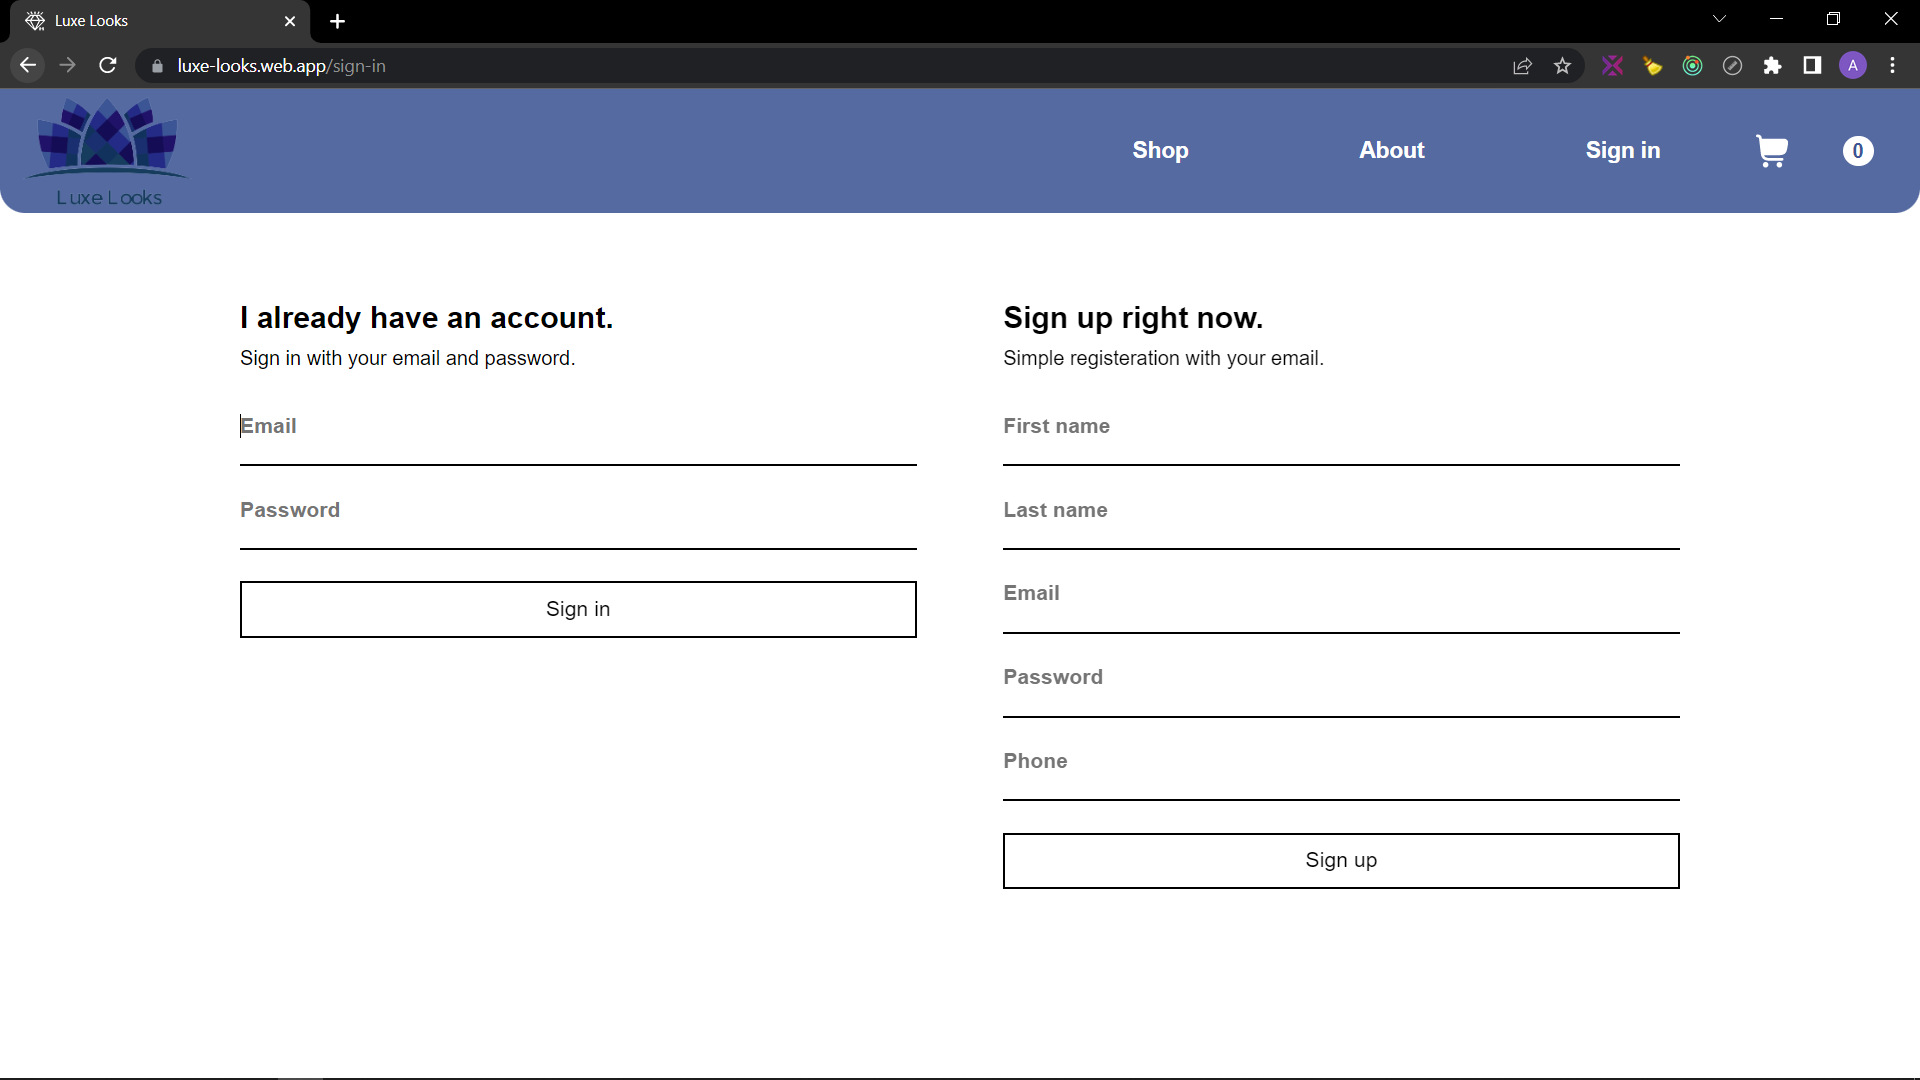 Luxe Looks
luxe-looks.web.app/sign-in
A
Luxe Looks
Shop
About
Sign in
0
I already have an account.
Sign in with your email and password.
Email
Password
Sign in
Sign up right now.
Simple registeration with your email.
First name
Last name
Email
Password
Phone
Sign up